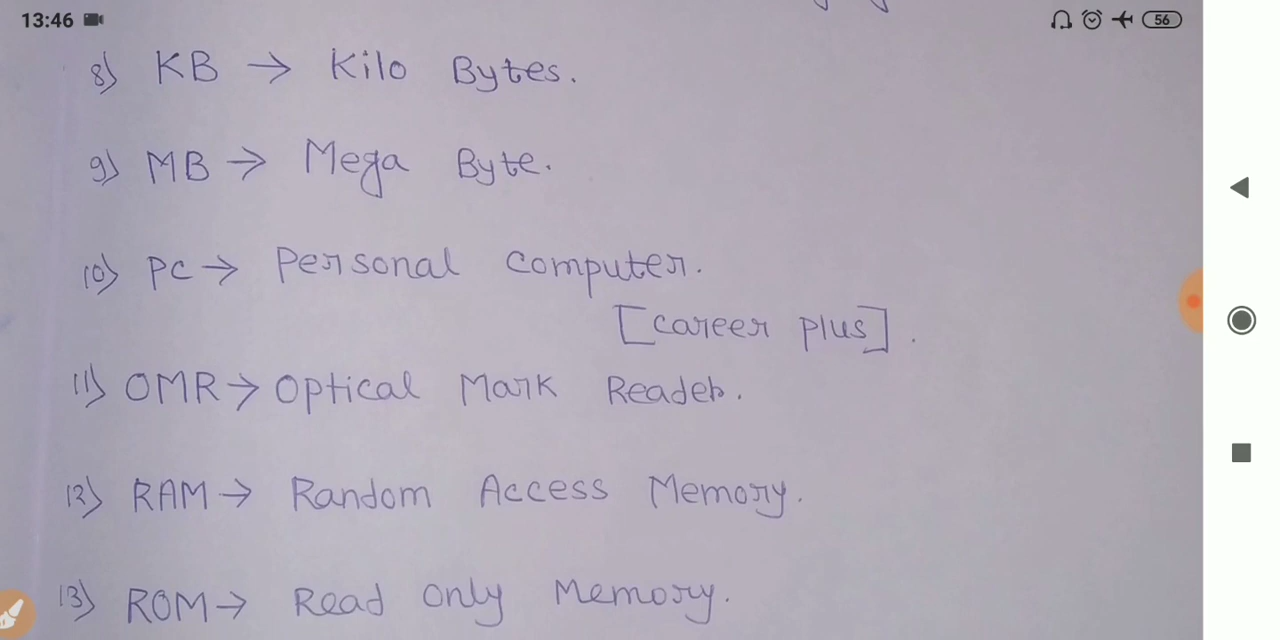 13:46
56
8) KB → Kilo Bytes.
9) MB → Mega Byte.
10) PC → Personal Computer.
[career plus].
11) OMR → Optical Mark Reader.
12) RAM → Random Access Memory.
13) ROM → Read Only Memory.